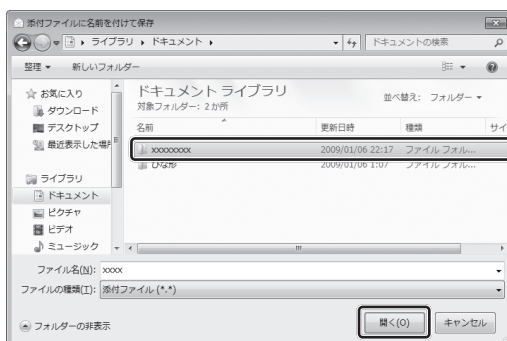 添付ファイルに名前を付けて保存
ライブラリ ドキュメント ドキュメントの検索
整理 新しいフォルダー
お気に入り
ダウンロード
デスクトップ
最近表示した場所
ライブラリ
ドキュメント
ピクチャ
ビデオ
ミュージック
ドキュメント ライブラリ
対象フォルダー: 2か所
並べ替え: フォルダー
名前 更新日時 種類 サイ
xxxxxxxx 2009/01/06 22:17 ファイル フォル...
ひな形 2009/01/06 1:07 ファイル フォル...
ファイル名(N): xxxx
ファイルの種類(T): 添付ファイル (*.*)
フォルダーの非表示 開く(O) キャンセル